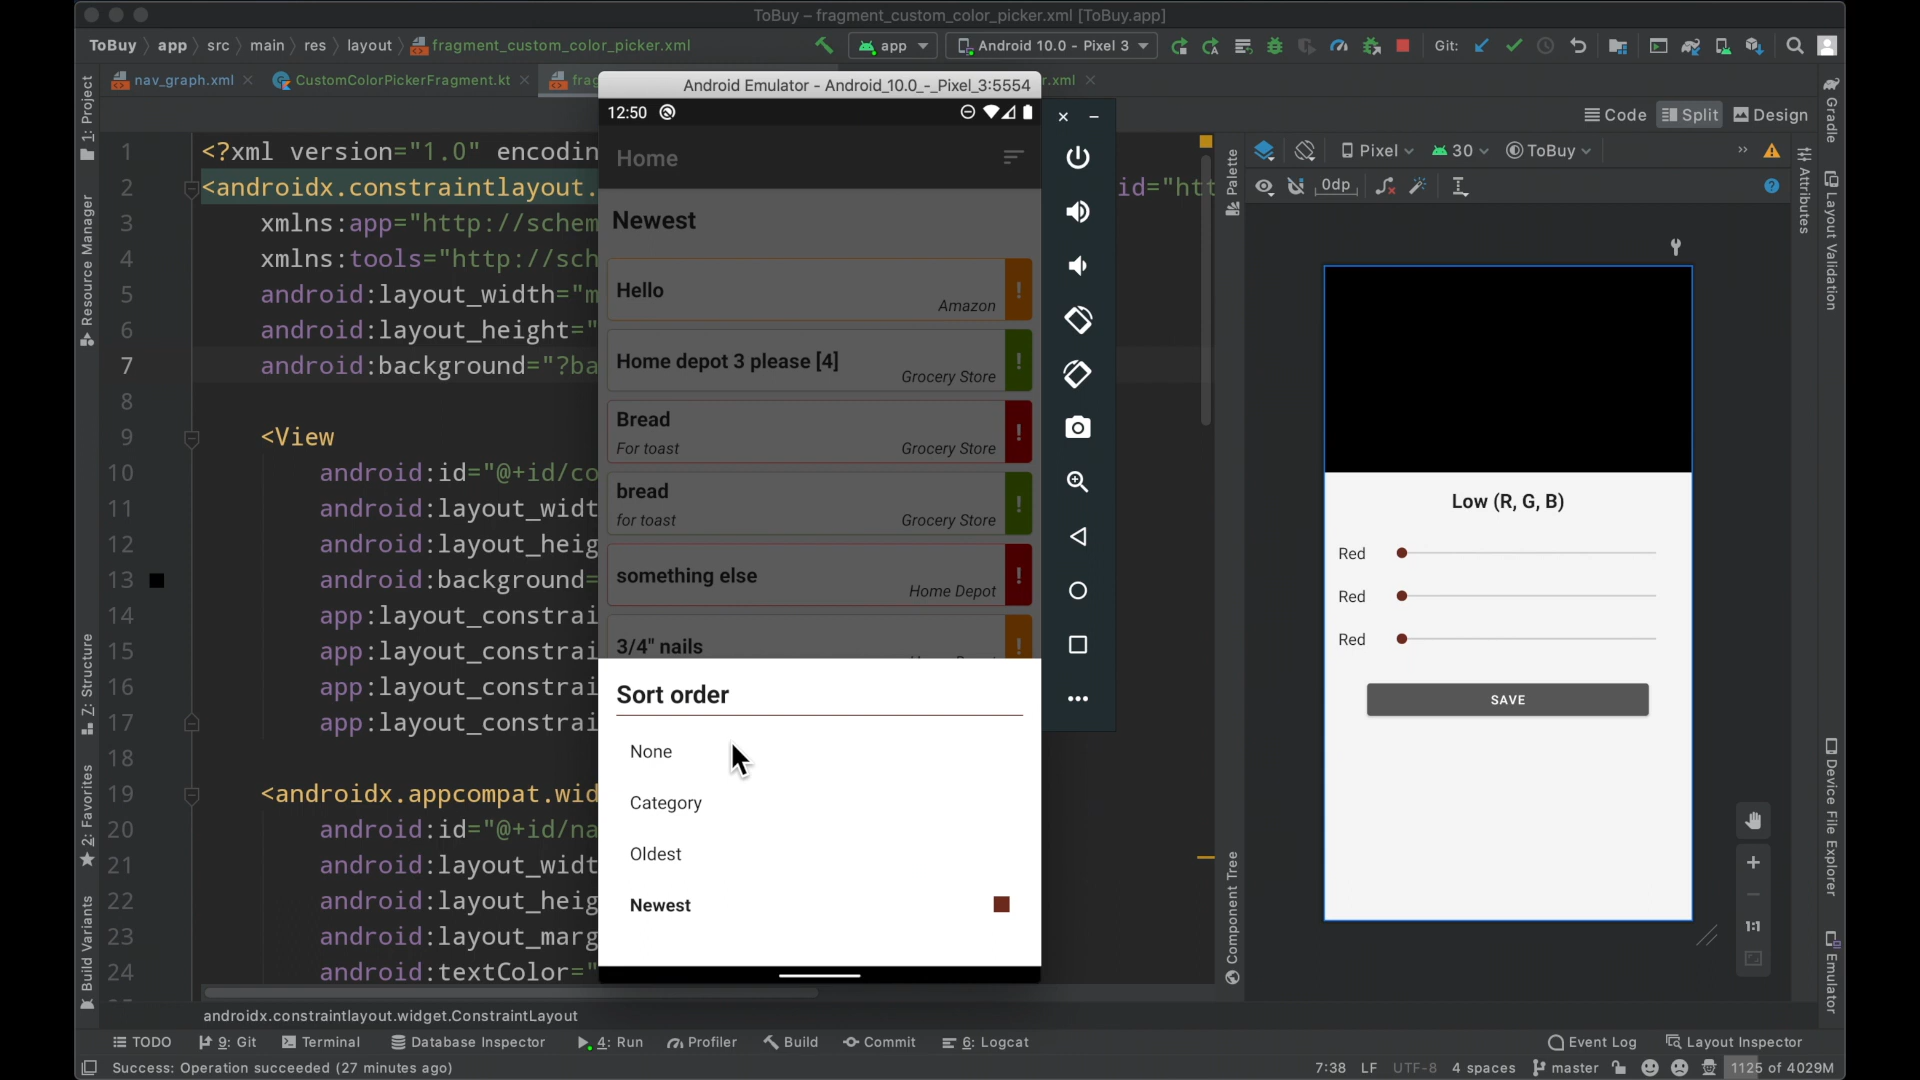 ToBuy – fragment_custom_color_picker.xml [ToBuy.app]
ToBuy app src main res layout fragment_custom_color_picker.xml
app
Android 10.0 - Pixel 3
Git:
nav_graph.xml
CustomColorPickerFragment.kt
frag
r.xml
Android Emulator - Android_10.0_-_Pixel_3:5554
Code
Split
Design
1: Project
Resource Manager
Z: Structure
2: Favorites
Build Variants
1 <?xml version="1.0" encodin
2 <androidx.constraintlayout.
id="htt
3 xmlns:app="http://schem
4 xmlns:tools="http://sch
5 android:layout_width="m
6 android:layout_height="
7 android:background="?ba
8
9 <View
10 android:id="@+id/co
11 android:layout_widt
12 android:layout_heig
13 android:background=
14 app:layout_constrai
15 app:layout_constrai
16 app:layout_constrai
17 app:layout_constrai
18
19 <androidx.appcompat.wid
20 android:id="@+id/na
21 android:layout_widt
22 android:layout_heig
23 android:layout_marg
24 android:textColor="
12:50
Home
Newest
Hello
Amazon
Home depot 3 please [4]
Grocery Store
Bread
For toast
Grocery Store
bread
for toast
Grocery Store
something else
Home Depot
3/4" nails
Sort order
None
Category
Oldest
Newest
Palette
Component Tree
Pixel
30
ToBuy
0dp
Low (R, G, B)
Red
Red
Red
SAVE
1:1
Gradle
Attributes
Layout Validation
Device File Explorer
Emulator
androidx.constraintlayout.widget.ConstraintLayout
TODO
9: Git
Terminal
Database Inspector
4: Run
Profiler
Build
Commit
6: Logcat
Event Log
Layout Inspector
Success: Operation succeeded (27 minutes ago)
7:38 LF UTF-8 4 spaces master 1125 of 4029M